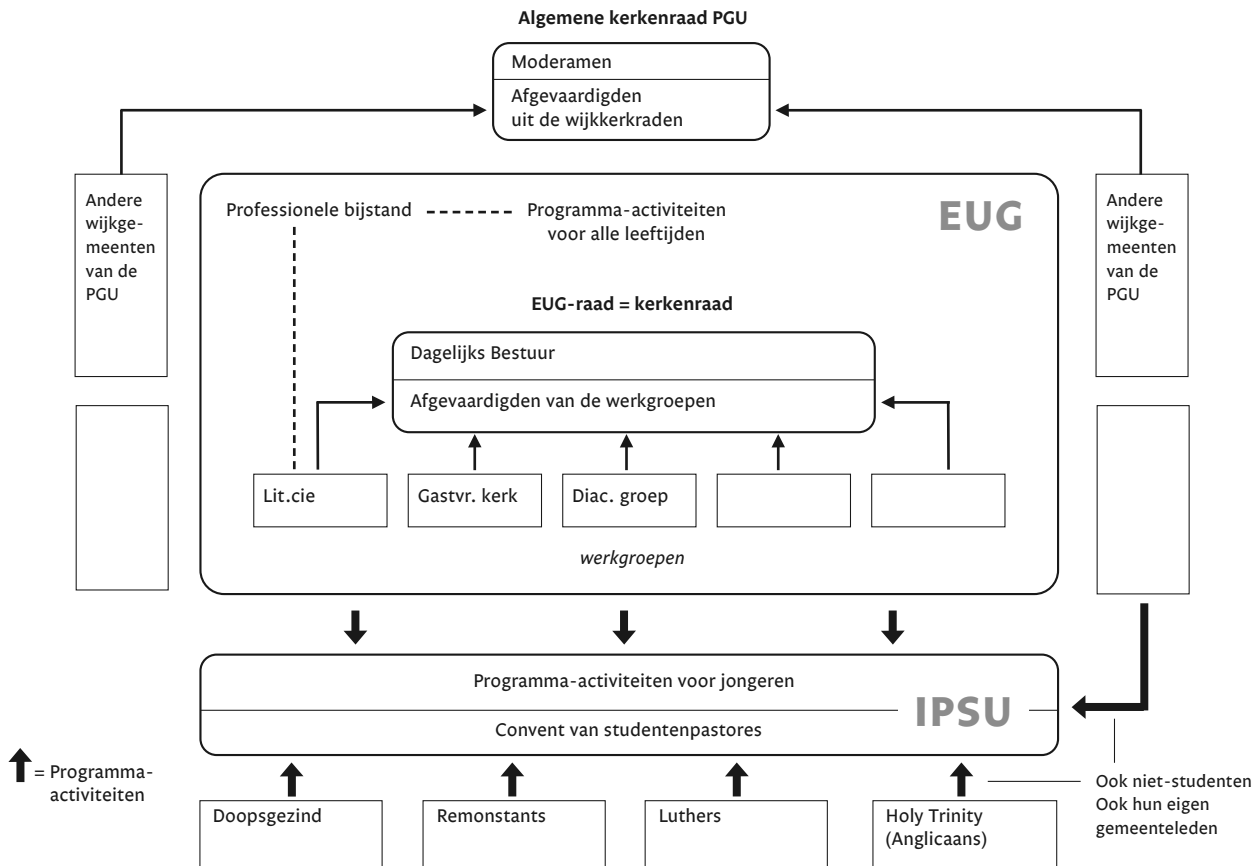 Algemene kerkenraad PGU
Moderamen
Afgevaardigden
uit de wijkkerkraden
Andere
wijkge-
meenten
van de
PGU
Professionele bijstand
Programma-activiteiten
voor alle leeftijden
EUG
Andere
wijkge-
meenten
van de
PGU
EUG-raad = kerkenraad
Dagelijks Bestuur
Afgevaardigden van de werkgroepen
Lit.cie
Gastvr. kerk
Diac. groep
werkgroepen
Programma-activiteiten voor jongeren
IPSU
Convent van studentenpastores
= Programma-
activiteiten
Doopsgezind
Remonstants
Luthers
Holy Trinity
(Anglicaans)
Ook niet-studenten
Ook hun eigen
gemeenteleden